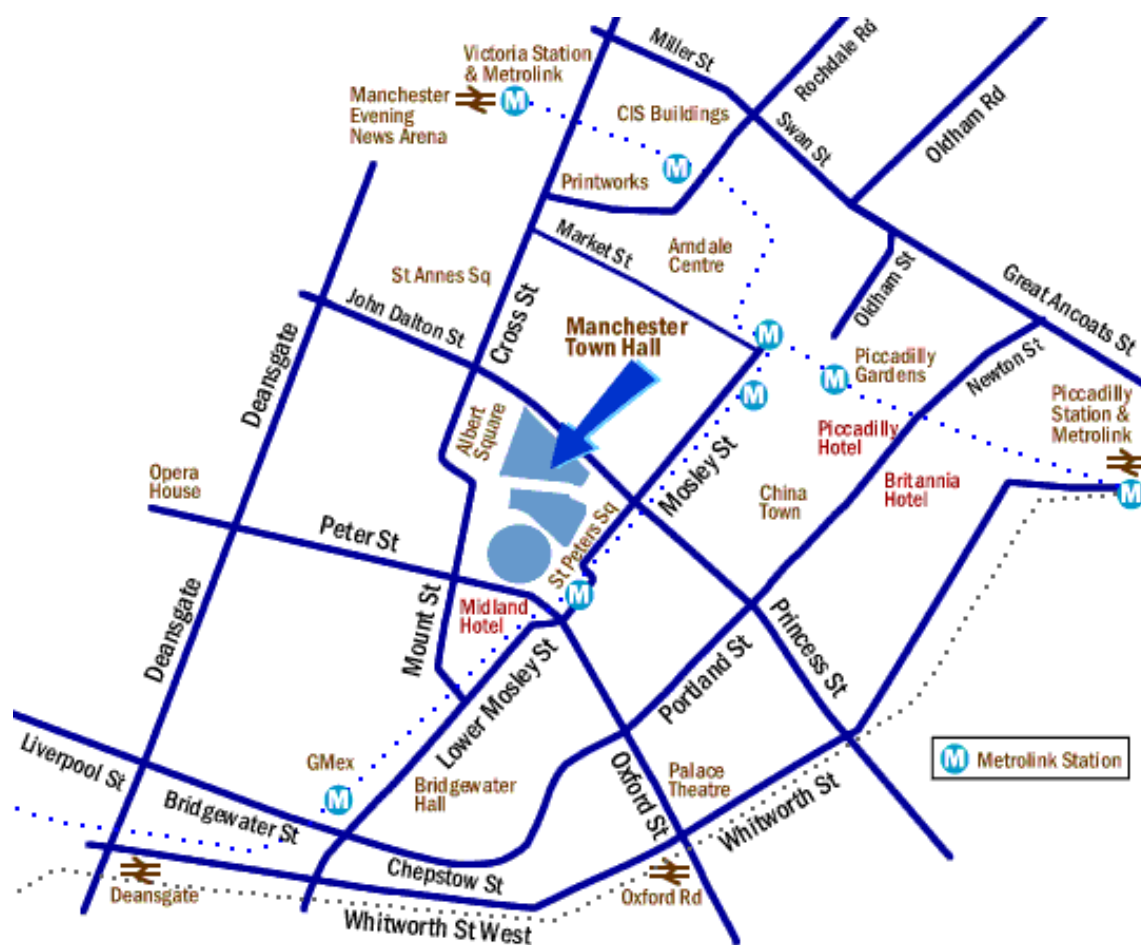 Miller St
Rochdale Rd
Victoria Station
& Metrolink
M
Manchester
Evening
News Arena
CIS Buildings
Swan St
Oldham Rd
M
Printworks
Market St
Arndale
Centre
St Annes Sq
Oldham St
Great Ancoats St
John Dalton St
Cross St
Manchester
Town Hall
M
M
M
Piccadilly
Gardens
Newton St
Deansgate
Albert
Square
Piccadilly
Hotel
Piccadilly
Station &
Metrolink
M
Opera
House
Mosley St
China
Town
Britannia
Hotel
Peter St
St Peters Sq
M
Midland
Hotel
Mount St
Deansgate
Princess St
Portland St
Lower Mosley St
Liverpool St
GMex
M
Bridgewater
Hall
Oxford St
Palace
Theatre
Whitworth St
M Metrolink Station
Bridgewater St
Chepstow St
Deansgate
Oxford Rd
Whitworth St West